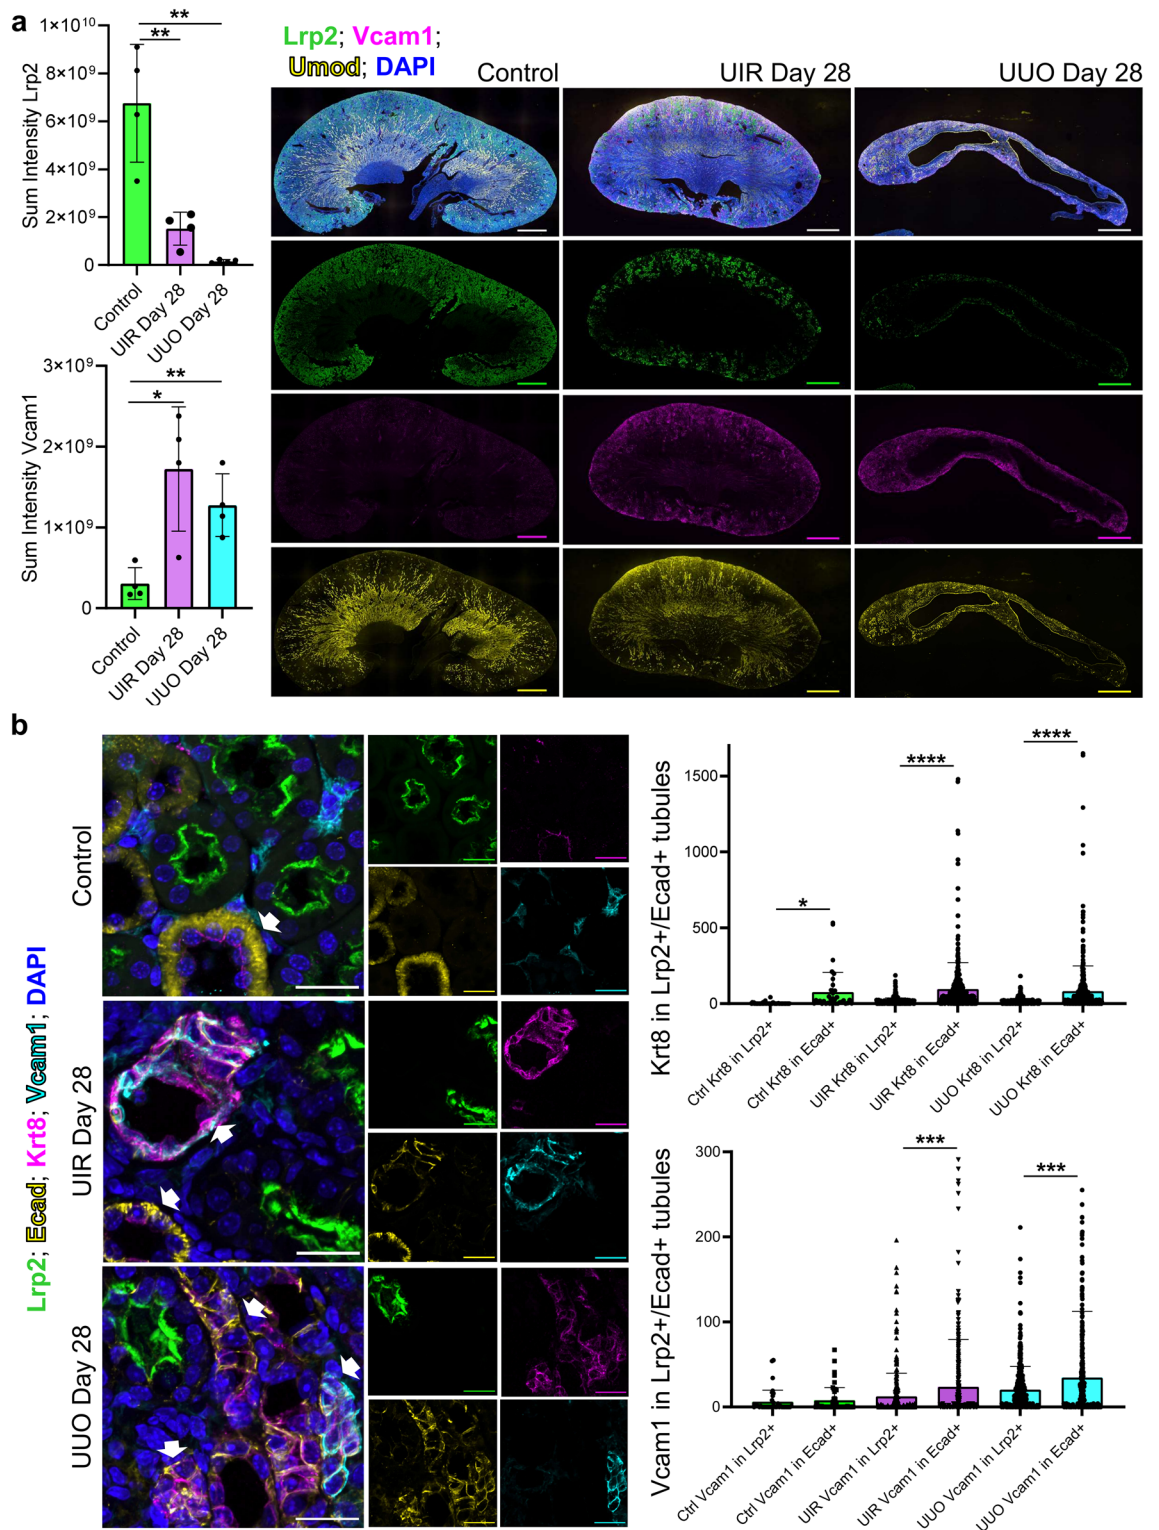 a
Sum Intensity Lrp2
1×10¹⁰
8×10⁹
6×10⁹
4×10⁹
2×10⁹
0
**
**
Control
UIR Day 28
UUO Day 28
Sum Intensity Vcam1
3×10⁹
2×10⁹
1×10⁹
0
**
*
Control
UIR Day 28
UUO Day 28
Lrp2; Vcam1;
Umod; DAPI
Control
UIR Day 28
UUO Day 28
b
Lrp2; Ecad; Krt8; Vcam1; DAPI
Control
UIR Day 28
UUO Day 28
Krt8 in Lrp2+/Ecad+ tubules
1500
1000
500
0
*
****
****
Ctrl Krt8 in Lrp2+
Ctrl Krt8 in Ecad+
UIR Krt8 in Lrp2+
UIR Krt8 in Ecad+
UUO Krt8 in Lrp2+
UUO Krt8 in Ecad+
Vcam1 in Lrp2+/Ecad+ tubules
300
200
100
0
***
***
Ctrl Vcam1 in Lrp2+
Ctrl Vcam1 in Ecad+
UIR Vcam1 in Lrp2+
UIR Vcam1 in Ecad+
UUO Vcam1 in Lrp2+
UUO Vcam1 in Ecad+